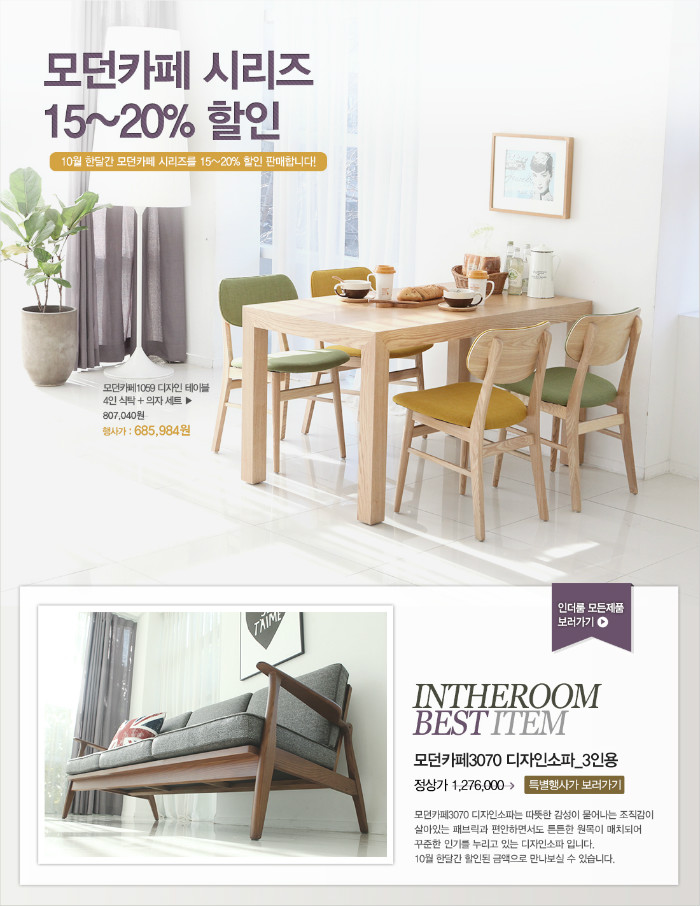 모던카페 시리즈
15~20% 할인
10월 한달간 모던카페 시리즈를 15~20% 할인 판매합니다!
모던카페1069 디자인 테이블
4인 식탁 + 의자 세트 ▶
807,040원
행사가 : 685,984원
인더룸 모든제품
보러가기
JE
T'AIME
INTHEROOM
BEST ITEM
모던카페3070 디자인소파_3인용
정상가 1,276,000 → 특별행사가 보러가기
모던카페3070 디자인소파는 따뜻한 감성이 물어나는 조직감이
살아있는 패브릭과 편안하면서도 튼튼한 원목이 매치되어
꾸준한 인기를 누리고 있는 디자인소파 입니다.
10월 한달간 할인된 금액으로 만나보실 수 있습니다.